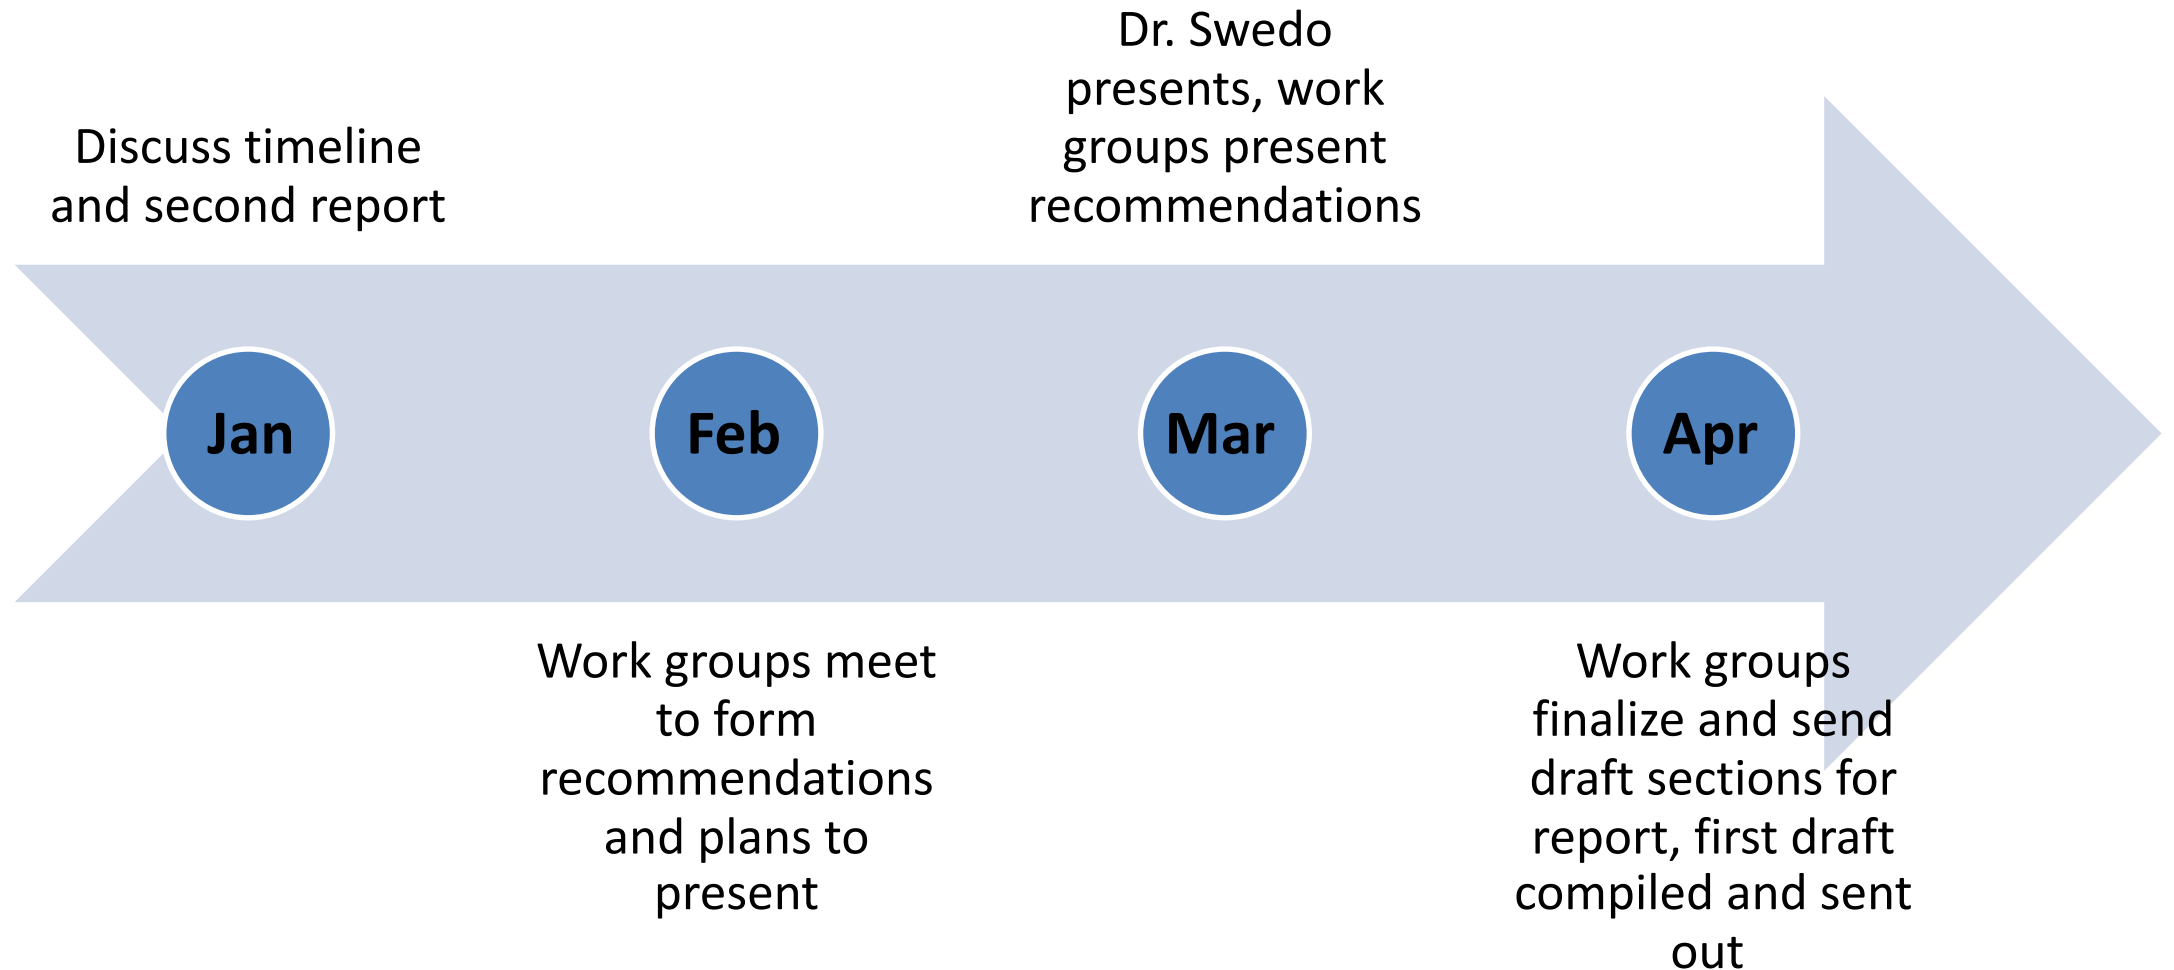 Discuss timeline
and second report
Dr. Swedo
presents, work
groups present
recommendations
Jan
Feb
Mar
Apr
Work groups meet
to form
recommendations
and plans to
present
Work groups
finalize and send
draft sections for
report, first draft
compiled and sent
out